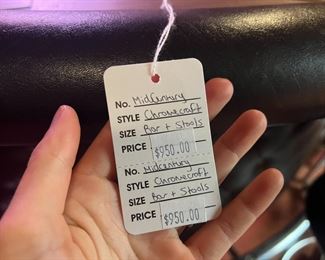 No. Midcentury
STYLE Chromecraft
SIZE Bar + Stools
PRICE $950.00
No. Midcentury
STYLE Chromecraft
SIZE Bar + Stools
PRICE $950.00